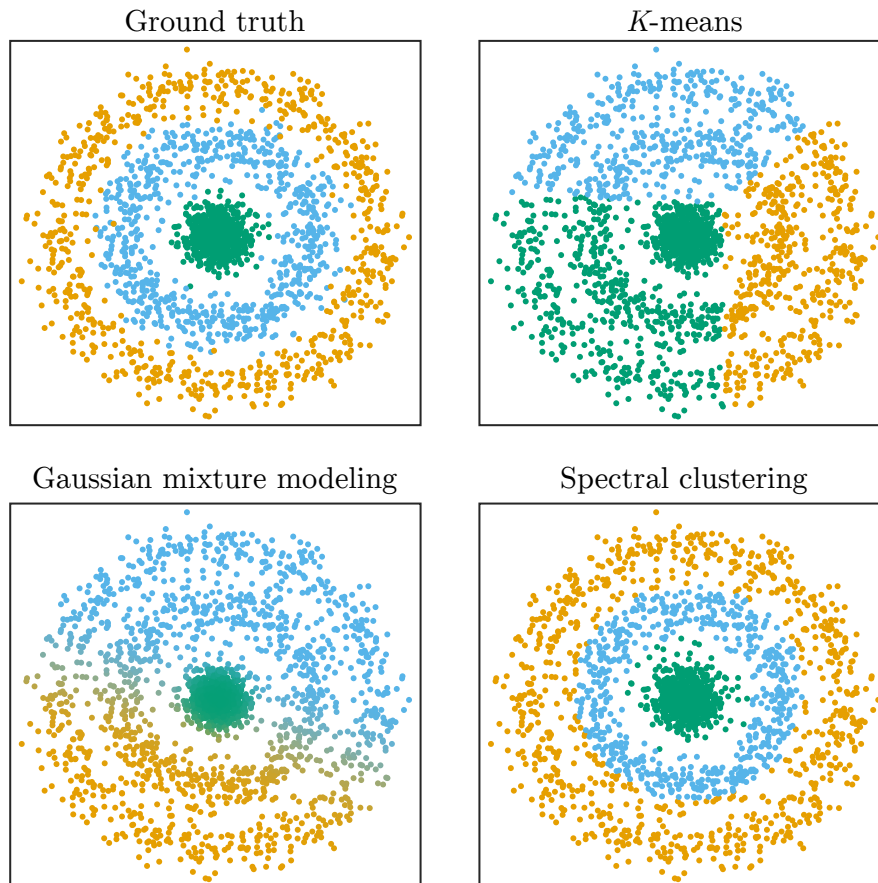 Ground truth
K-means
Gaussian mixture modeling
Spectral clustering